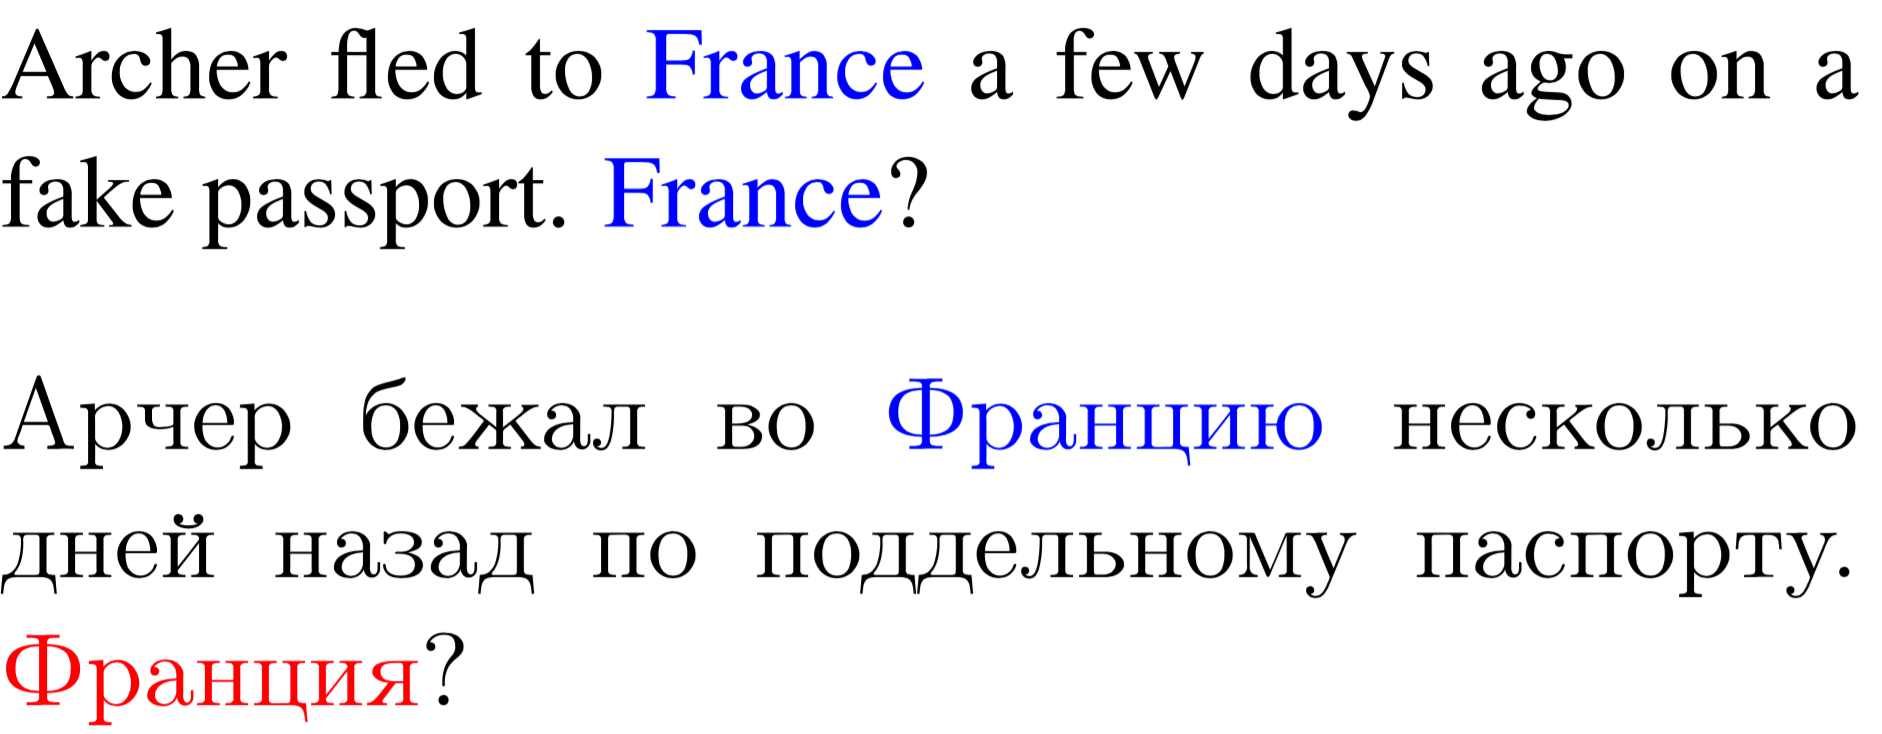 Archer fled to France a few days ago on a
fake passport. France?
Арчер бежал во Францию несколько
дней назад по поддельному паспорту.
Франция?